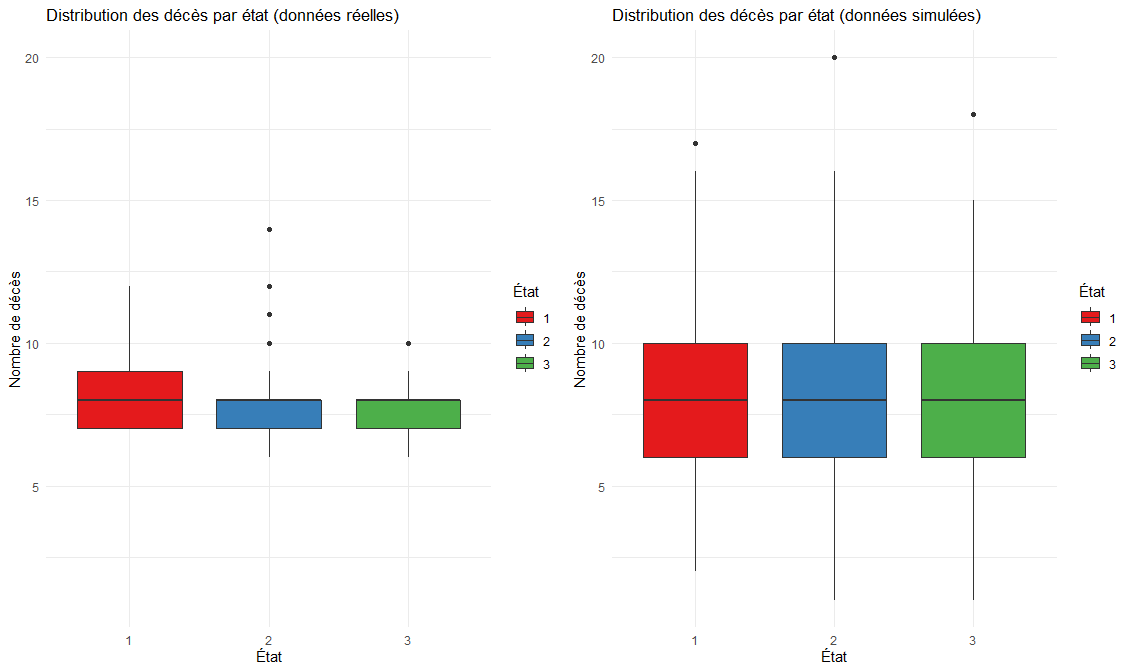 Distribution des décès par état (données réelles)
20
15
10
5
Nombre de décès
1 2 3
État
État
1
2
3
Distribution des décès par état (données simulées)
20
15
10
5
Nombre de décès
1 2 3
État
État
1
2
3